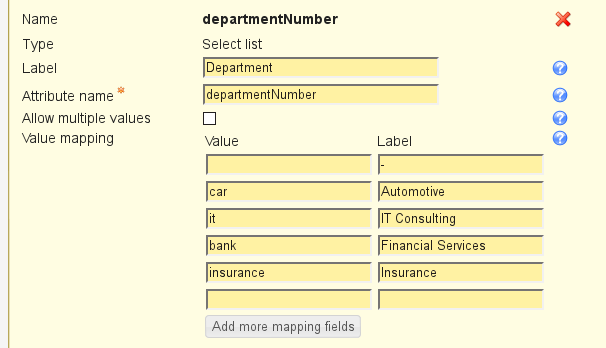 Name departmentNumber
Type Select list
Label Department
Attribute name * departmentNumber
Allow multiple values
Value mapping Value Label
-
car Automotive
it IT Consulting
bank Financial Services
insurance Insurance
Add more mapping fields